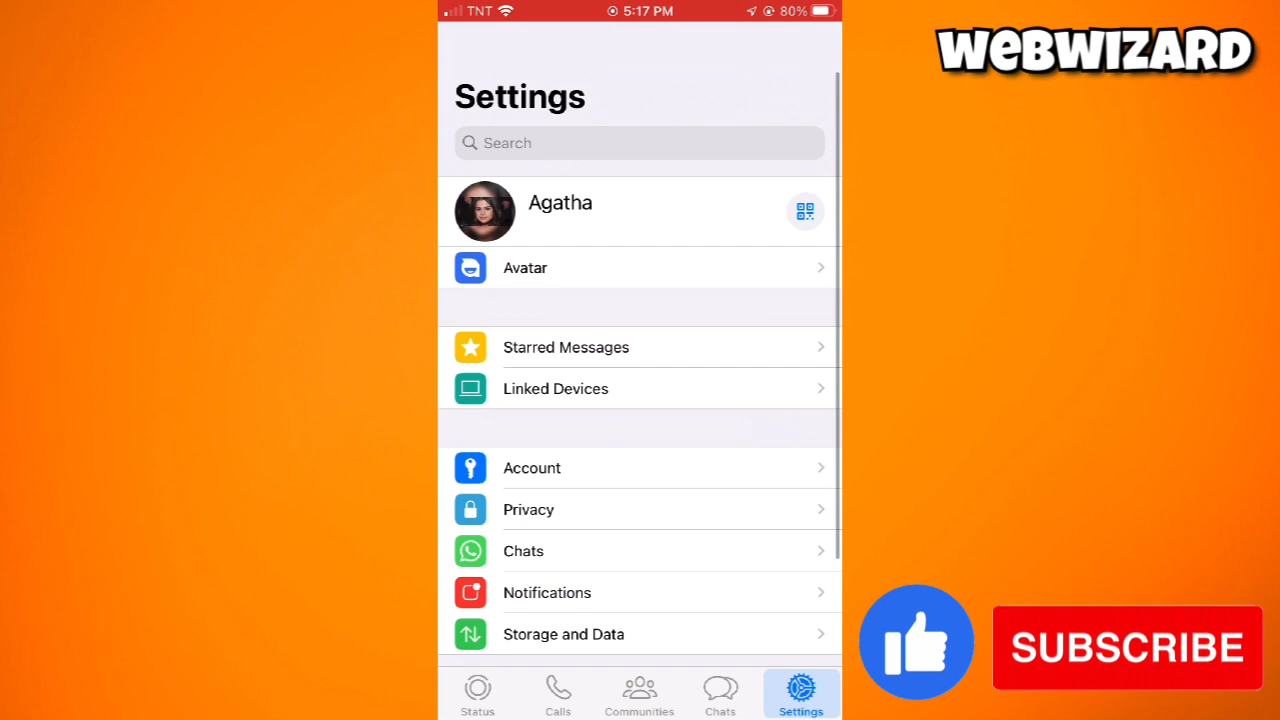 TNT 5:17 PM 80%
WEBWIZARD
Settings
Search
Agatha
Avatar
Starred Messages
Linked Devices
Account
Privacy
Chats
Notifications
Storage and Data
SUBSCRIBE
Status Calls Communities Chats Settings